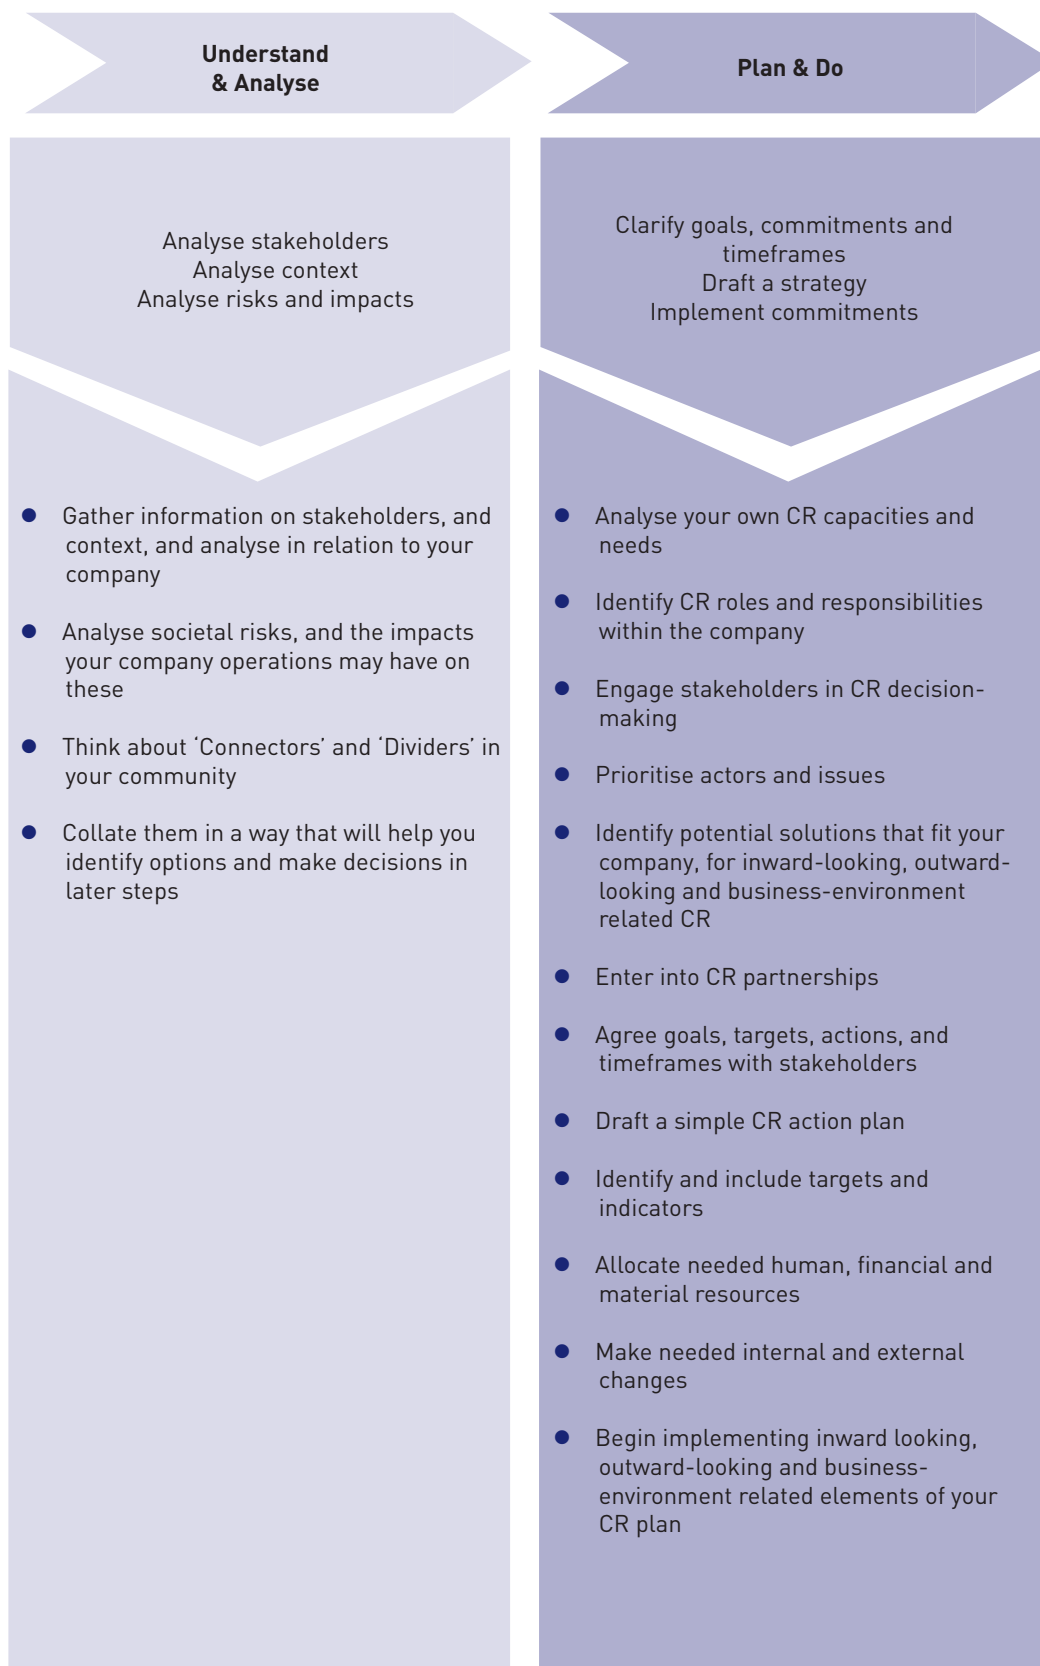 Understand
& Analyse
Analyse stakeholders
Analyse context
Analyse risks and impacts
● Gather information on stakeholders, and
context, and analyse in relation to your
company
● Analyse societal risks, and the impacts
your company operations may have on
these
● Think about ‘Connectors’ and ‘Dividers’ in
your community
● Collate them in a way that will help you
identify options and make decisions in
later steps
Plan & Do
Clarify goals, commitments and
timeframes
Draft a strategy
Implement commitments
● Analyse your own CR capacities and
needs
● Identify CR roles and responsibilities
within the company
● Engage stakeholders in CR decision-
making
● Prioritise actors and issues
● Identify potential solutions that fit your
company, for inward-looking, outward-
looking and business-environment
related CR
● Enter into CR partnerships
● Agree goals, targets, actions, and
timeframes with stakeholders
● Draft a simple CR action plan
● Identify and include targets and
indicators
● Allocate needed human, financial and
material resources
● Make needed internal and external
changes
● Begin implementing inward looking,
outward-looking and business-
environment related elements of your
CR plan